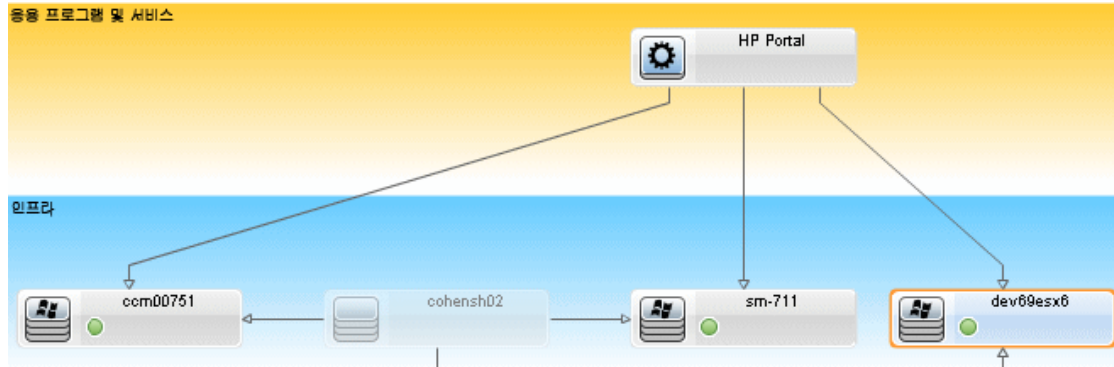 응용 프로그램 및 서비스
HP Portal
인프라
ccm00751
cohensh02
sm-711
dev69esx6